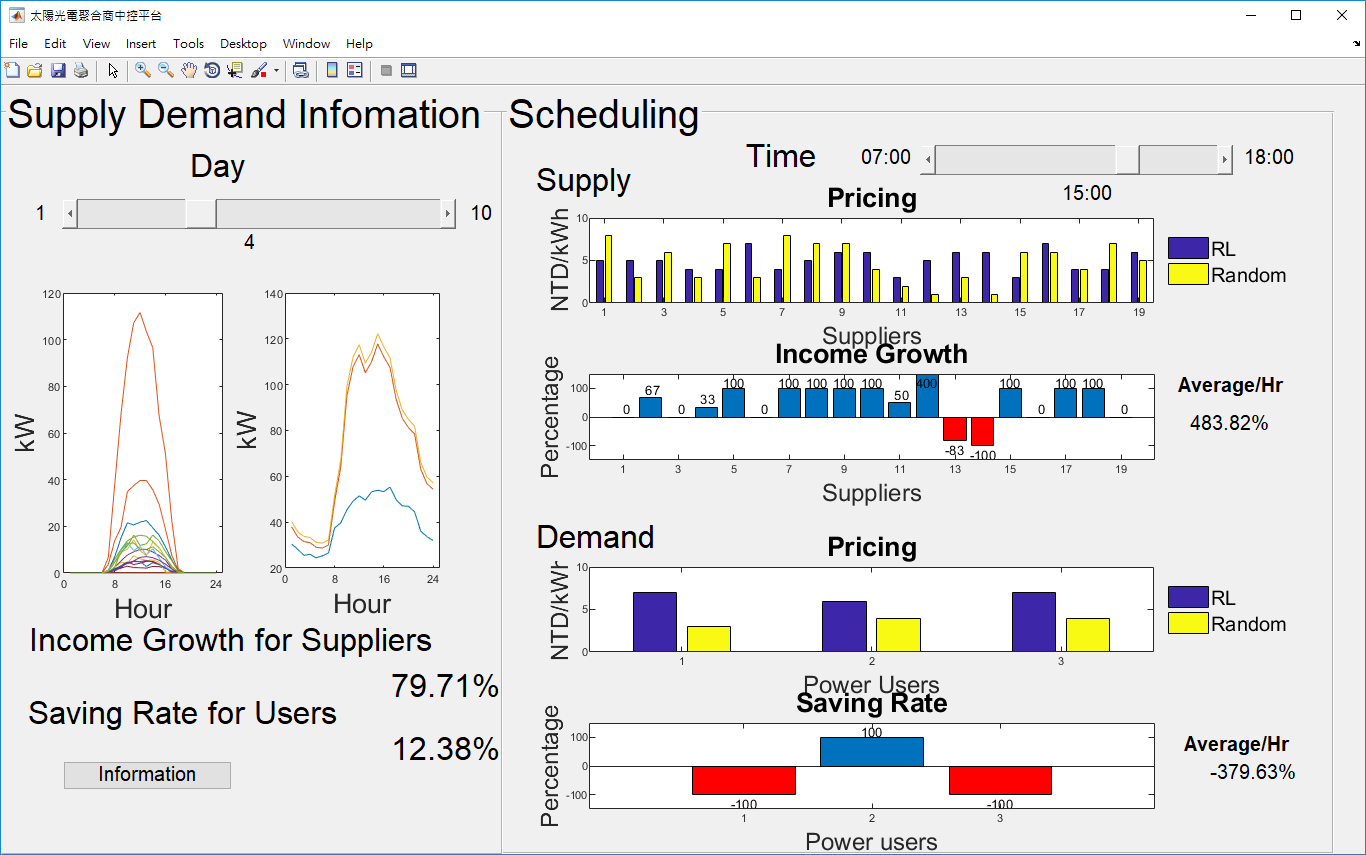 太陽光電聚合商中控平台
File Edit View Insert Tools Desktop Window Help
Supply Demand Infomation
Day
1 10
4
120
100
80
60
40
20
0
kW
0 8 16 24
Hour
140
120
100
80
60
40
20
kW
0 8 16 24
Hour
Income Growth for Suppliers
79.71%
Saving Rate for Users
12.38%
Information
Scheduling
Time 07:00 18:00
15:00
Supply
Pricing
NTD/kWh
10
5
0
1 3 5 7 9 11 13 15 17 19
Suppliers
RL
Random
Income Growth
Percentage
100
0
-100
0 67 0 33 100 0 100 100 100 100 50 400 -83 -100 100 0 100 100 0
1 3 5 7 9 11 13 15 17 19
Suppliers
Average/Hr
483.82%
Demand
Pricing
NTD/kWh
10
5
0
1 2 3
Power Users
RL
Random
Saving Rate
Percentage
100
0
-100
-100 100 -100
1 2 3
Power users
Average/Hr
-379.63%